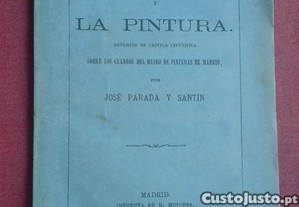 Y
LA PINTURA.
ESTUDIOS DE CRÍTICA CIENTÍFICA
SOBRE LOS CUADROS DEL MUSEO DE PINTURAS DE MADRID,
POR
JOSÉ PARADA Y SANTIN
MADRID.
IMPRENTA DE M. MINUESA.
CustoJusto.pt